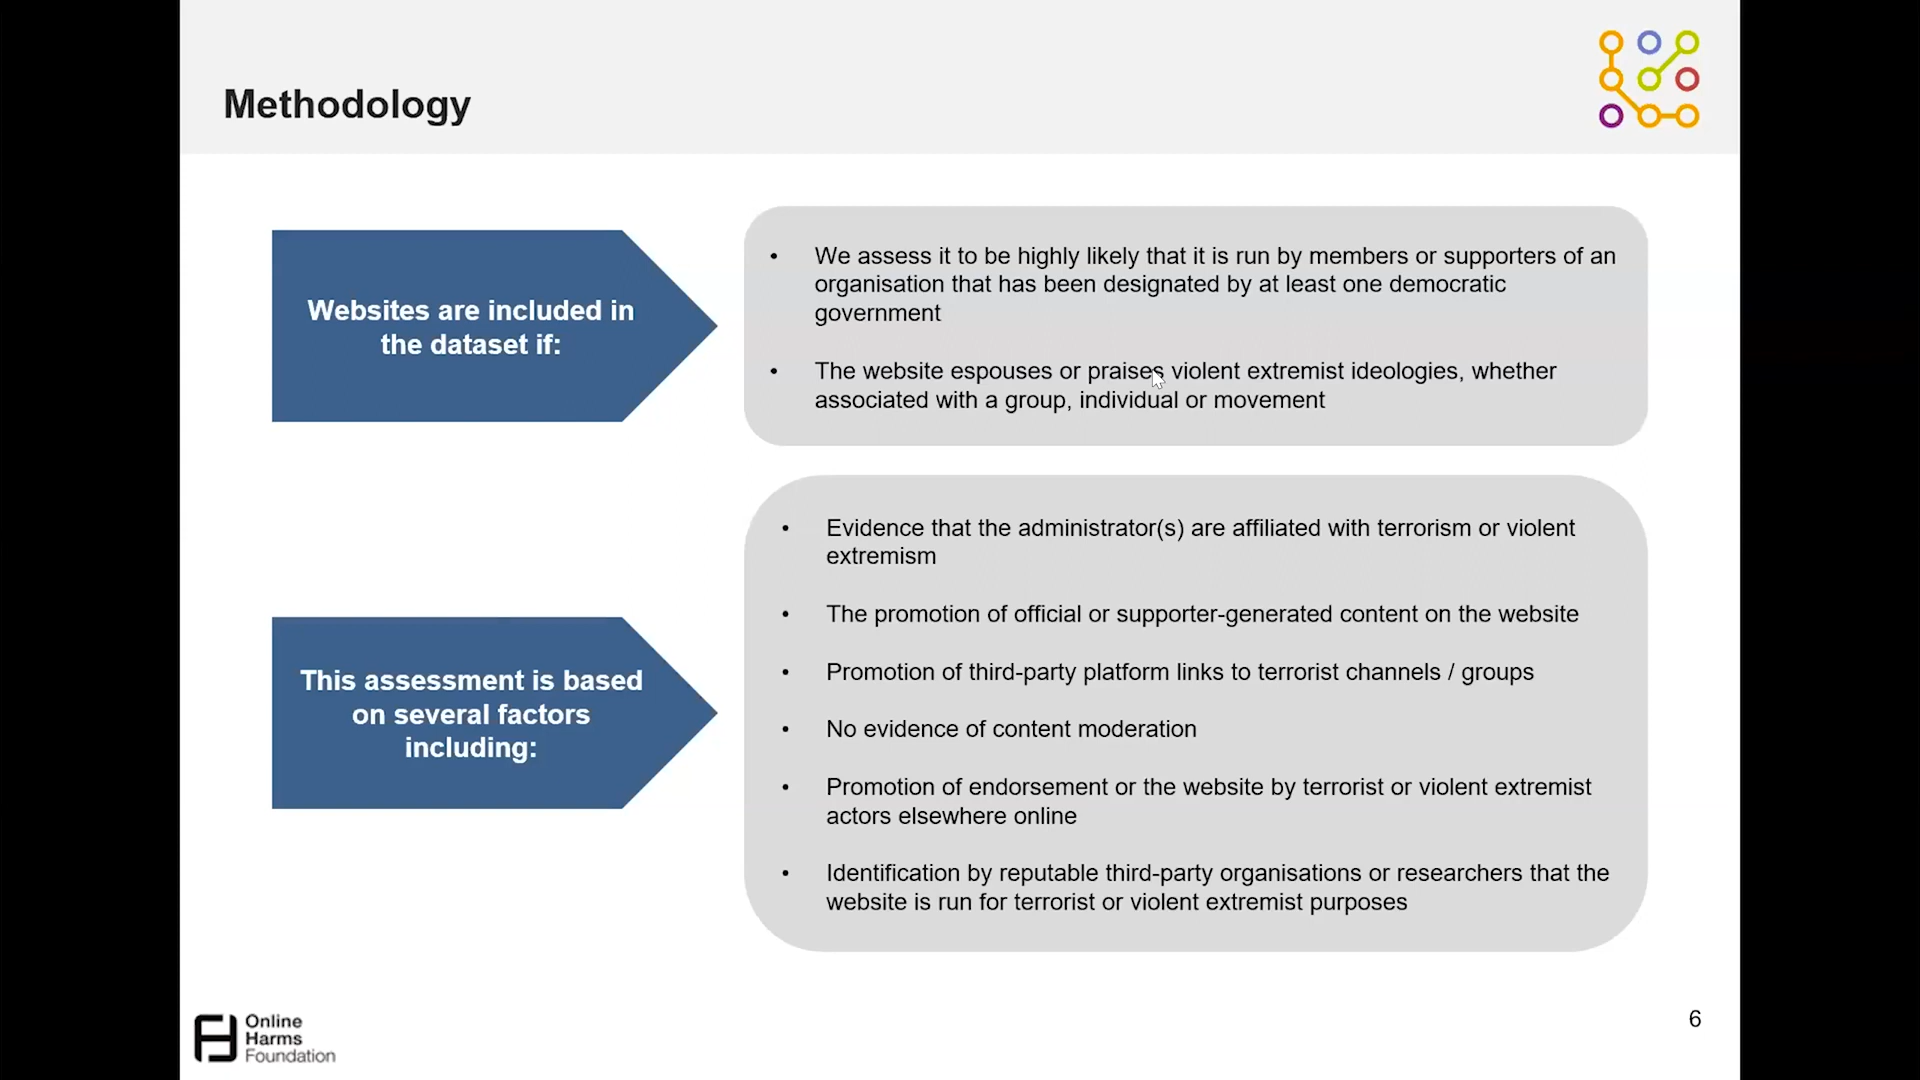 Methodology
Websites are included in
the dataset if:
• We assess it to be highly likely that it is run by members or supporters of an
organisation that has been designated by at least one democratic
government
• The website espouses or praises violent extremist ideologies, whether
associated with a group, individual or movement
This assessment is based
on several factors
including:
• Evidence that the administrator(s) are affiliated with terrorism or violent
extremism
• The promotion of official or supporter-generated content on the website
• Promotion of third-party platform links to terrorist channels / groups
• No evidence of content moderation
• Promotion of endorsement or the website by terrorist or violent extremist
actors elsewhere online
• Identification by reputable third-party organisations or researchers that the
website is run for terrorist or violent extremist purposes
Online
Harms
Foundation
6